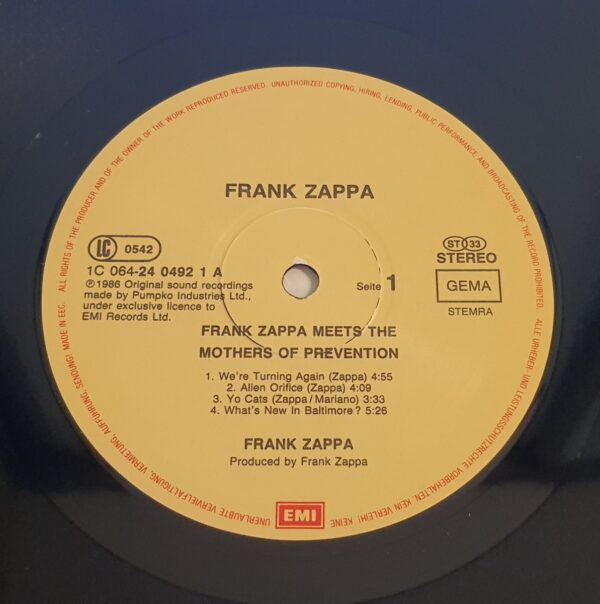 ALL RIGHTS OF THE PRODUCER AND OF THE OWNER OF THE WORK REPRODUCED RESERVED. UNAUTHORIZED COPYING, HIRING, LENDING, PUBLIC PERFORMANCE AND BROADCASTING OF THE RECORD PROHIBITED. ALLE URHEBER- UND LEISTUNGSSCHUTZRECHTE VORBEHALTEN. KEIN VERLEIH! KEINE
UNERLAUBTE VERVIELFÄLTIGUNG, VERMIETUNG, AUFFÜHRUNG, SENDUNG! MADE IN EEC.
FRANK ZAPPA
LC 0542
1C 064-24 0492 1 A
℗ 1986 Original sound recordings
made by Pumpko Industries Ltd.,
under exclusive licence to
EMI Records Ltd.
Seite 1
ST 33
STEREO
GEMA
STEMRA
FRANK ZAPPA MEETS THE
MOTHERS OF PREVENTION
1. We're Turning Again (Zappa) 4:55
2. Alien Orifice (Zappa) 4:09
3. Yo Cats (Zappa/Mariano) 3:33
4. What's New In Baltimore? 5:26
FRANK ZAPPA
Produced by Frank Zappa
EMI